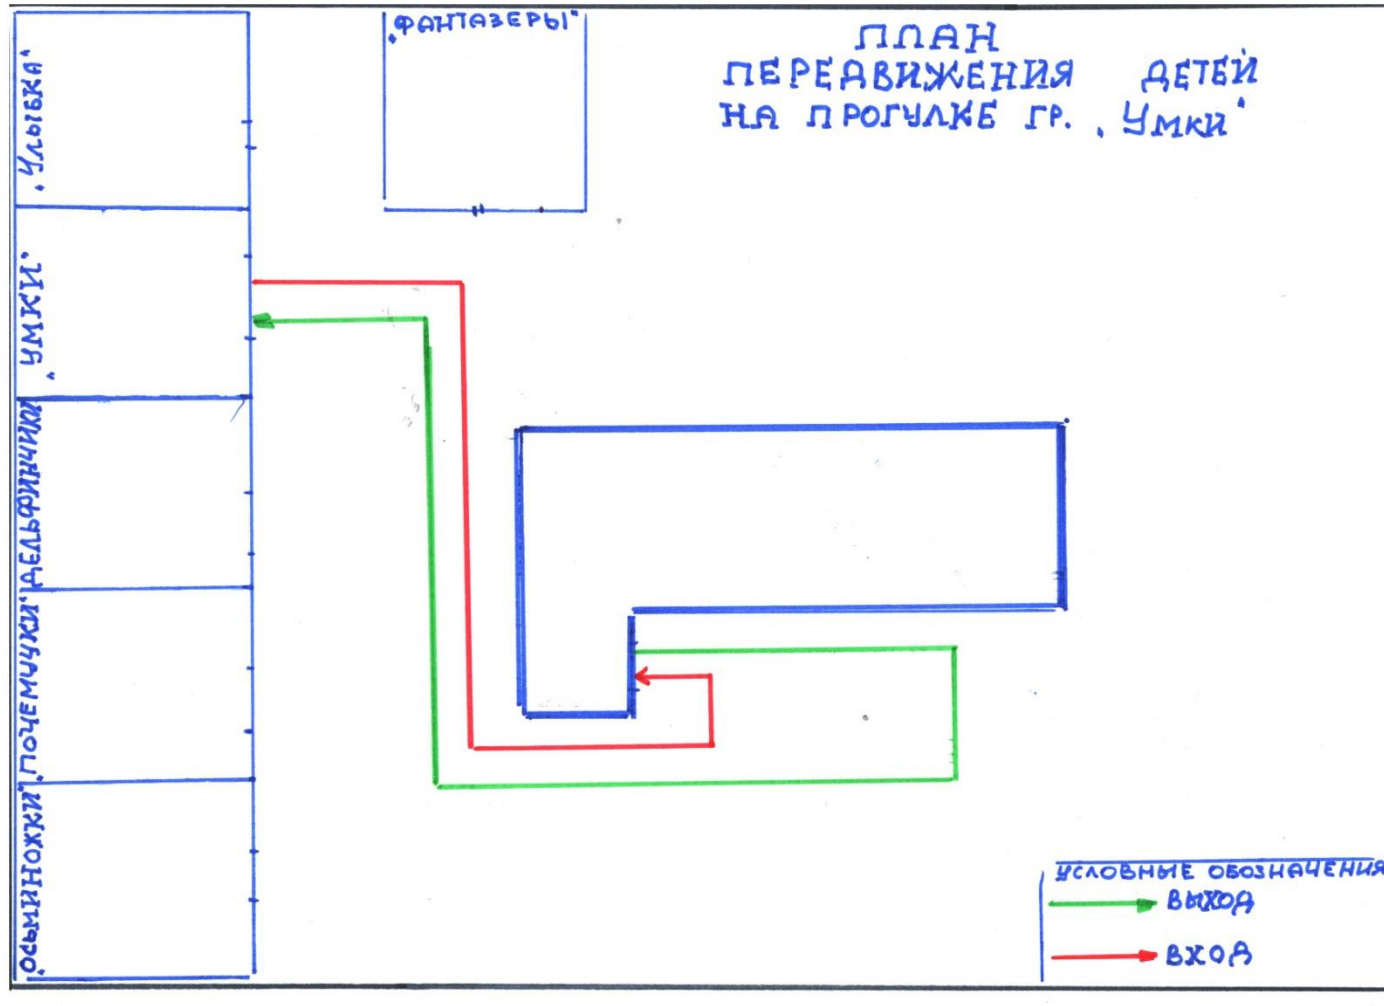 "ФАНТАЗЕРЫ"
ПЛАН
ПЕРЕДВИЖЕНИЯ ДЕТЕЙ
НА ПРОГУЛКЕ ГР. "Умки"
"Улыбка"
"УМКИ"
ДЕЛЬФИНЧИКИ
"ПОЧЕМУЧКИ"
"ОСЬМИНОЖКИ"
УСЛОВНЫЕ ОБОЗНАЧЕНИЯ
ВЫХОД
ВХОД